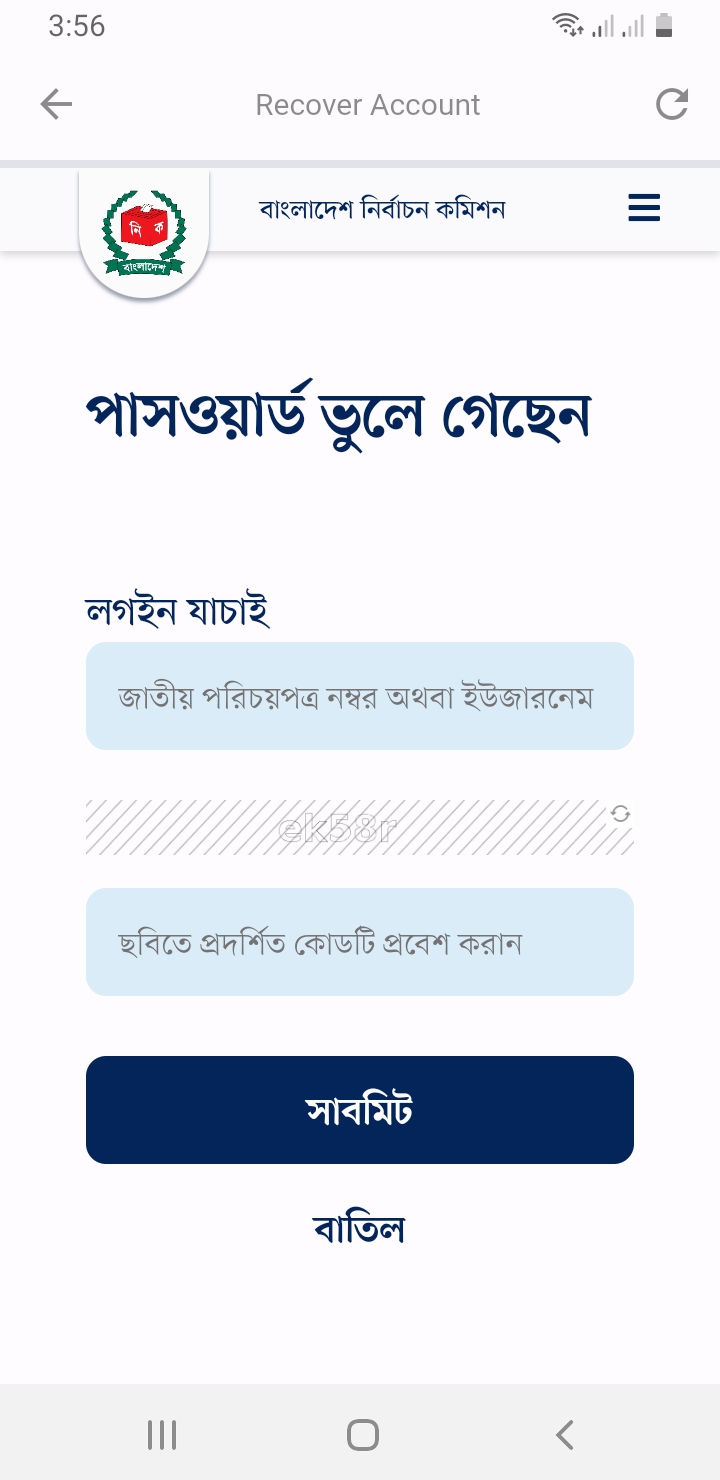 3:56
Recover Account
বাংলাদেশ নির্বাচন কমিশন
নি ক
বাংলাদেশ
পাসওয়ার্ড ভুলে গেছেন
লগইন যাচাই
জাতীয় পরিচয়পত্র নম্বর অথবা ইউজারনেম
ek58r
ছবিতে প্রদর্শিত কোডটি প্রবেশ করান
সাবমিট
বাতিল